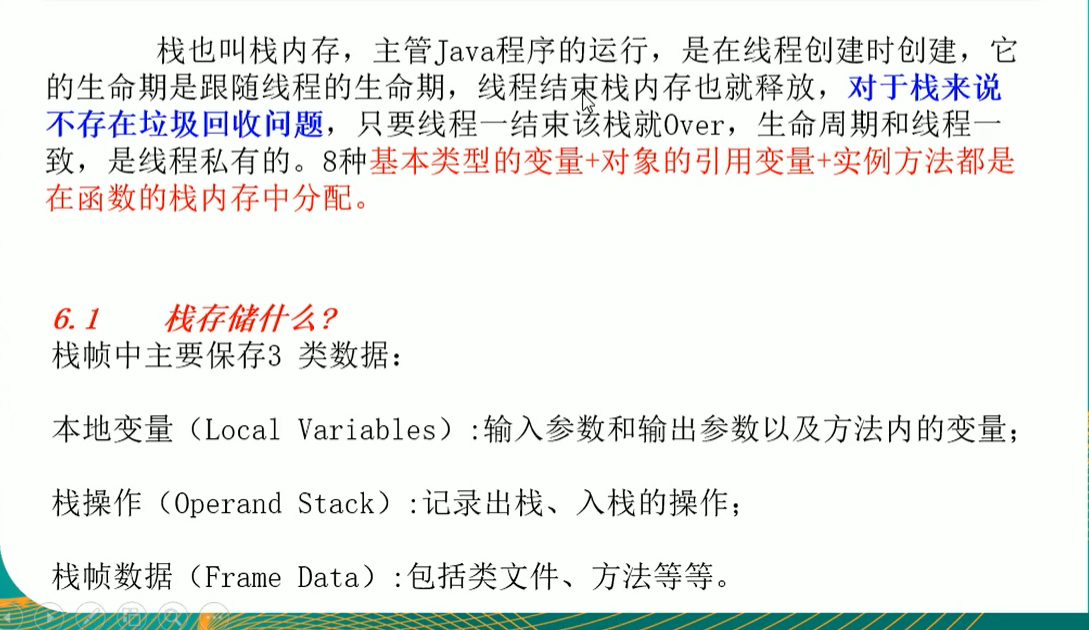 栈也叫栈内存，主管Java程序的运行，是在线程创建时创建，它
的生命期是跟随线程的生命期，线程结束栈内存也就释放，对于栈来说
不存在垃圾回收问题，只要线程一结束该栈就Over，生命周期和线程一
致，是线程私有的。8种基本类型的变量+对象的引用变量+实例方法都是
在函数的栈内存中分配。
6.1 栈存储什么?
栈帧中主要保存3 类数据：
本地变量（Local Variables）:输入参数和输出参数以及方法内的变量；
栈操作（Operand Stack）:记录出栈、入栈的操作；
栈帧数据（Frame Data）:包括类文件、方法等等。